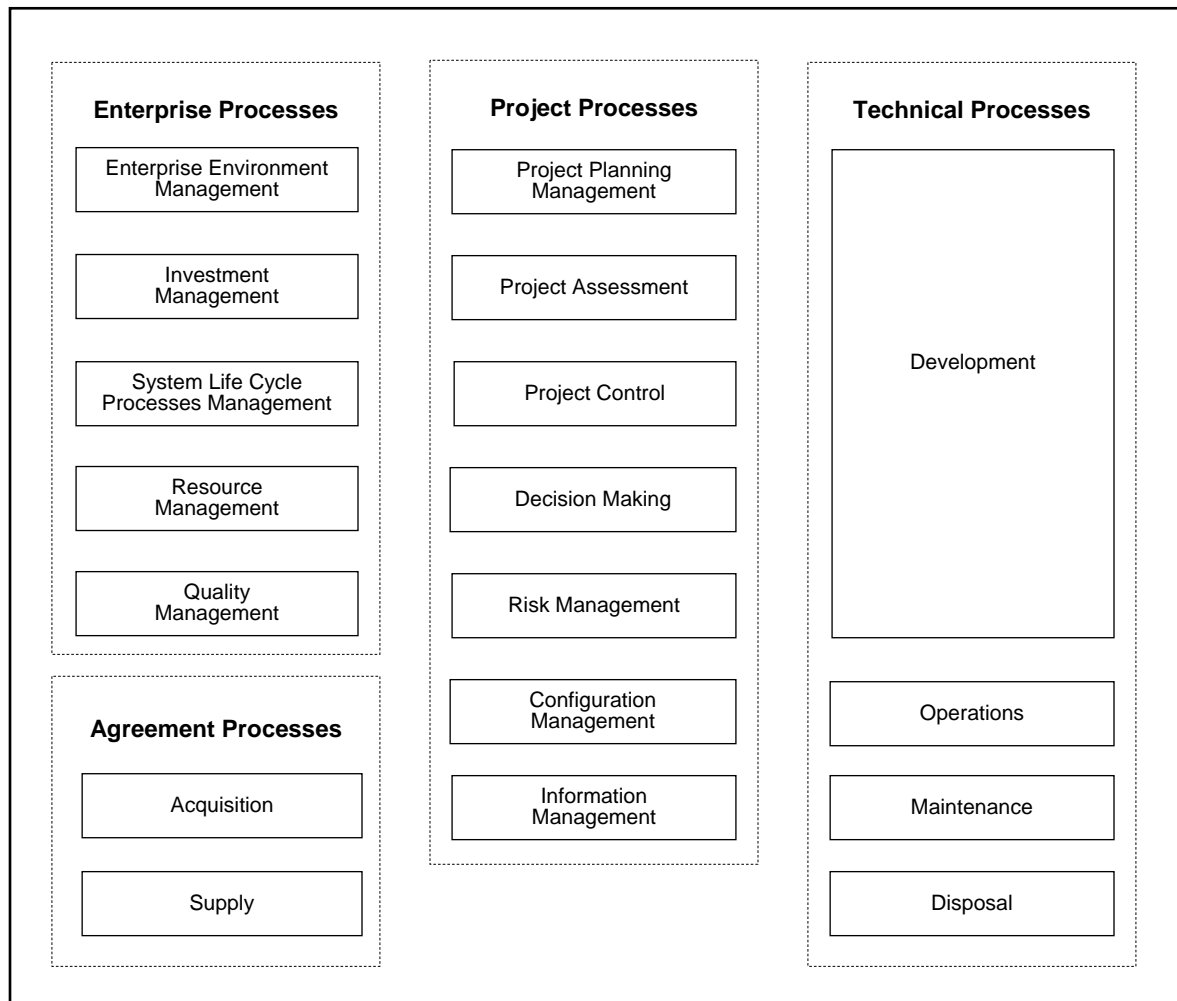 Enterprise Processes
Enterprise Environment
Management
Investment
Management
System Life Cycle
Processes Management
Resource
Management
Quality
Management
Agreement Processes
Acquisition
Supply
Project Processes
Project Planning
Management
Project Assessment
Project Control
Decision Making
Risk Management
Configuration
Management
Information
Management
Technical Processes
Development
Operations
Maintenance
Disposal